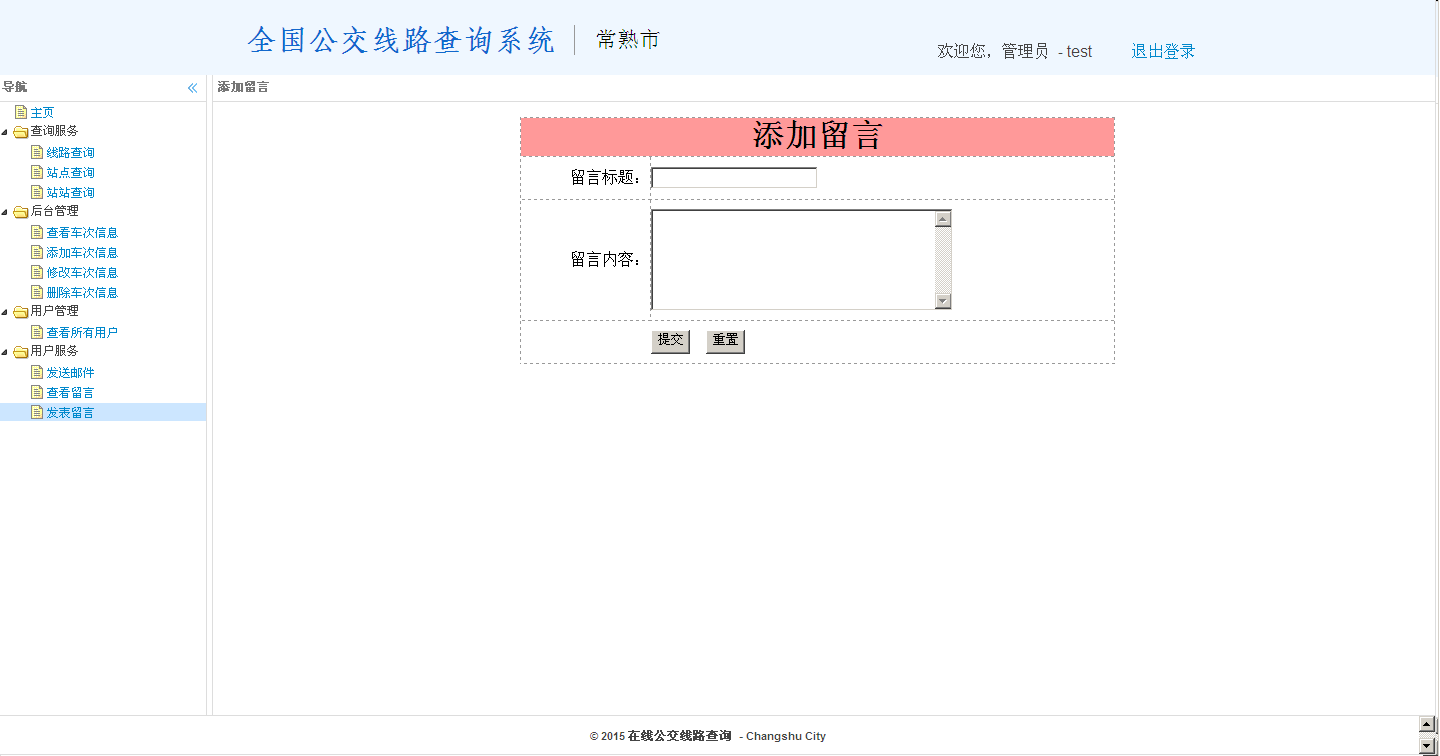 全国公交线路查询系统 常熟市
欢迎您，管理员 - test 退出登录
导航
添加留言
主页
查询服务
线路查询
站点查询
站站查询
后台管理
查看车次信息
添加车次信息
修改车次信息
删除车次信息
用户管理
查看所有用户
用户服务
发送邮件
查看留言
发表留言
添加留言
留言标题：
留言内容：
提交 重置
© 2015 在线公交线路查询 - Changshu City